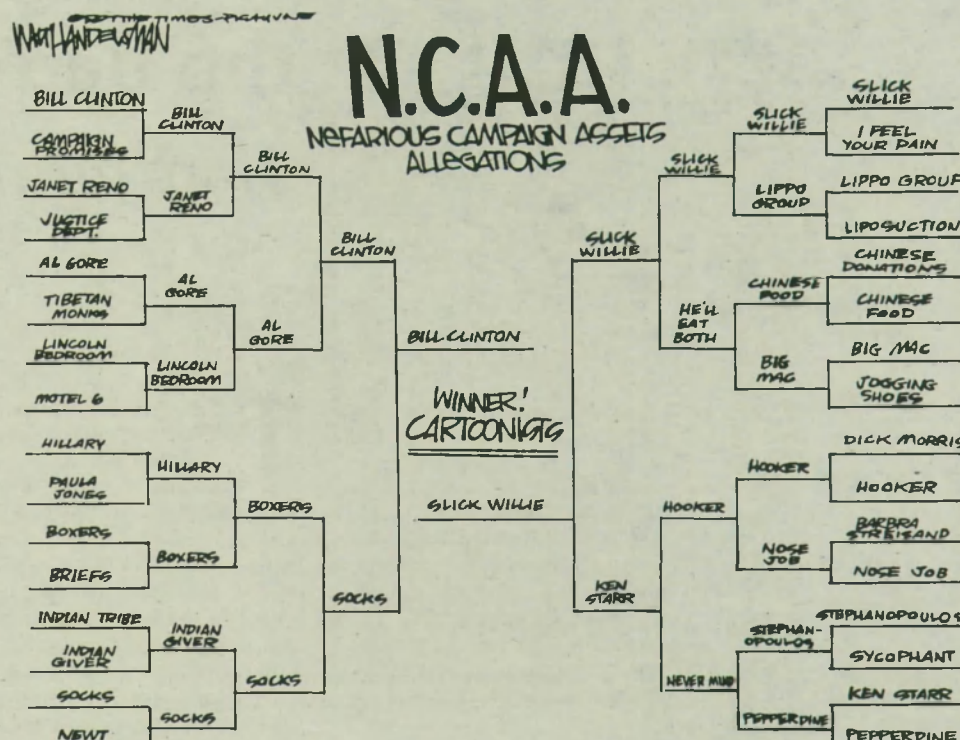 THE TIMES-PICAYUNE
WALT HANDELSMAN
N.C.A.A.
NEFARIOUS CAMPAIGN ASSETS
ALLEGATIONS
BILL CLINTON
CAMPAIGN
PROMISES
JANET RENO
JUSTICE
DEPT.
AL GORE
TIBETAN
MONKS
LINCOLN
BEDROOM
MOTEL 6
HILLARY
PAULA
JONES
BOXERS
BRIEFS
INDIAN TRIBE
INDIAN
GIVER
SOCKS
NEWT
BILL
CLINTON
JANET
RENO
AL
GORE
LINCOLN
BEDROOM
HILLARY
BOXERS
INDIAN
GIVER
SOCKS
BILL
CLINTON
AL
GORE
BOXERS
SOCKS
BILL
CLINTON
SOCKS
BILL CLINTON
WINNER!
CARTOONISTS
SLICK WILLIE
SLICK
WILLIE
KEN
STARR
SLICK
WILLIE
HE'LL
EAT
BOTH
HOOKER
NEVER MUD
SLICK
WILLIE
LIPPO
GROUP
CHINESE
FOOD
BIG
MAC
HOOKER
NOSE
JOB
STEPHAN-
OPOULOS
PEPPERDINE
SLICK
WILLIE
I FEEL
YOUR PAIN
LIPPO GROUP
LIPOSUCTION
CHINESE
DONATIONS
CHINESE
FOOD
BIG MAC
JOGGING
SHOES
DICK MORRIS
HOOKER
BARBRA
STREISAND
NOSE JOB
STEPHANOPOULOS
SYCOPHANT
KEN STARR
PEPPERDINE